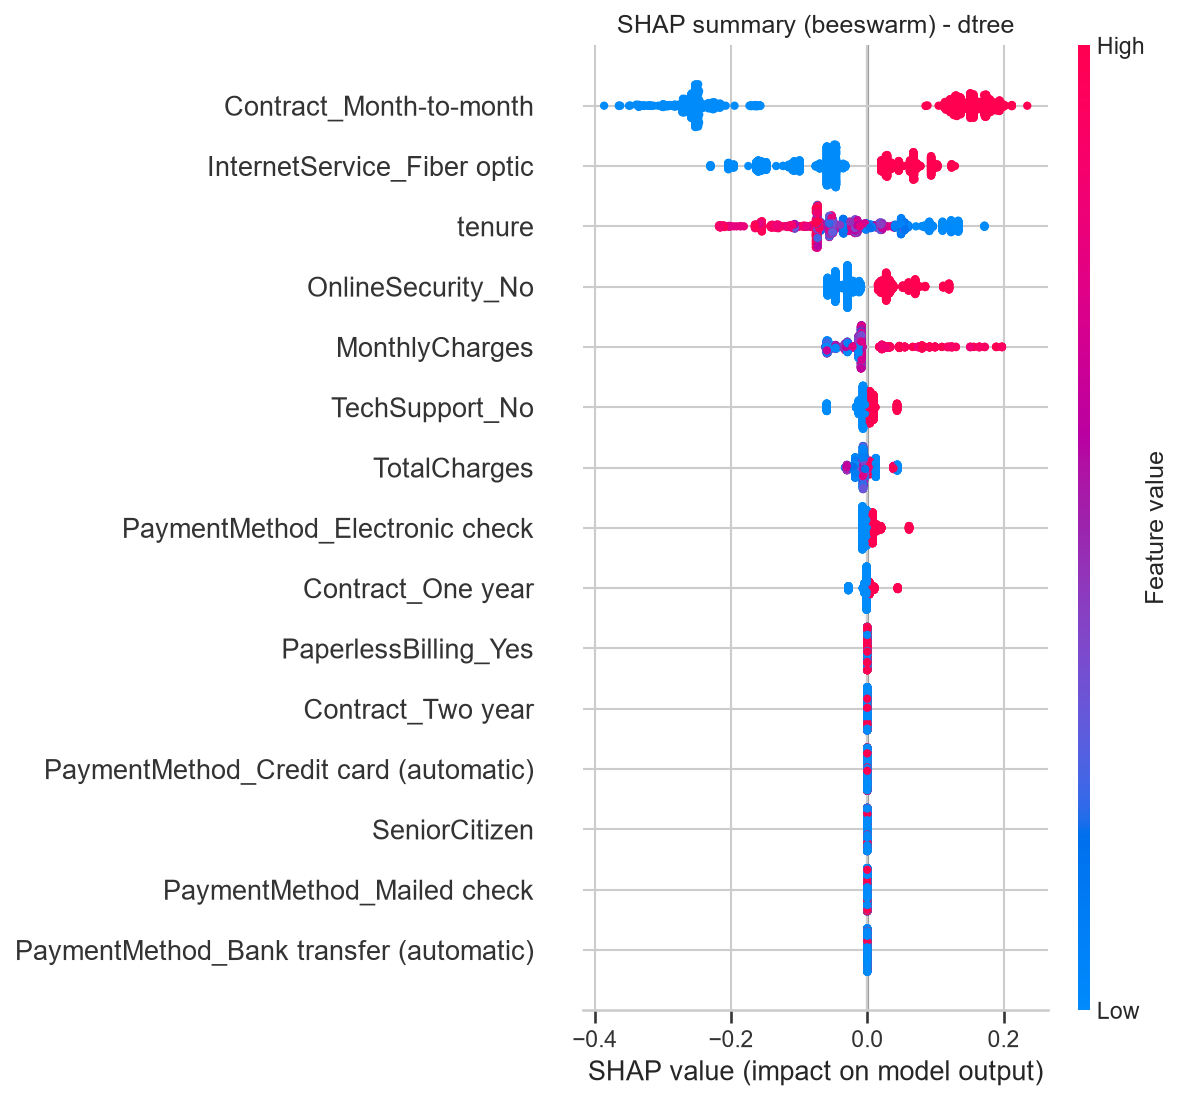 SHAP summary (beeswarm) - dtree
High
Contract_Month-to-month
InternetService_Fiber optic
tenure
OnlineSecurity_No
MonthlyCharges
TechSupport_No
TotalCharges
PaymentMethod_Electronic check
Contract_One year
PaperlessBilling_Yes
Contract_Two year
PaymentMethod_Credit card (automatic)
SeniorCitizen
PaymentMethod_Mailed check
PaymentMethod_Bank transfer (automatic)
Feature value
Low
−0.4 −0.2 0.0 0.2
SHAP value (impact on model output)